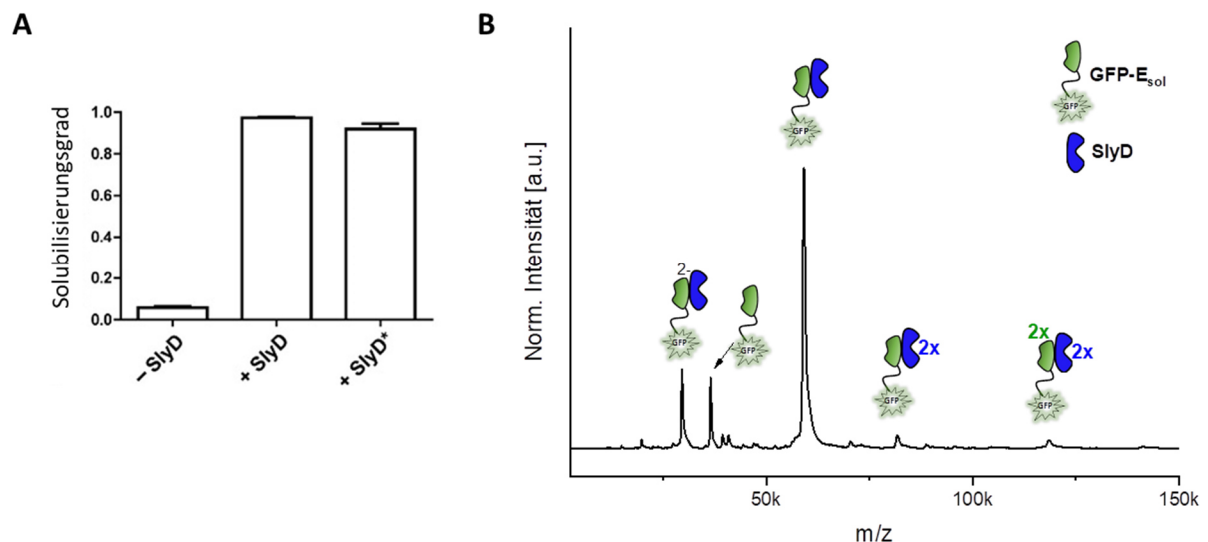 A
Solubilisierungsgrad
1.0
0.8
0.6
0.4
0.2
0.0
– SlyD
+ SlyD
+ SlyD*
B
Norm. Intensität [a.u.]
GFP
GFP-E_sol
GFP
SlyD
2-
GFP
GFP
2x
GFP
2x
2x
GFP
50k
100k
150k
m/z